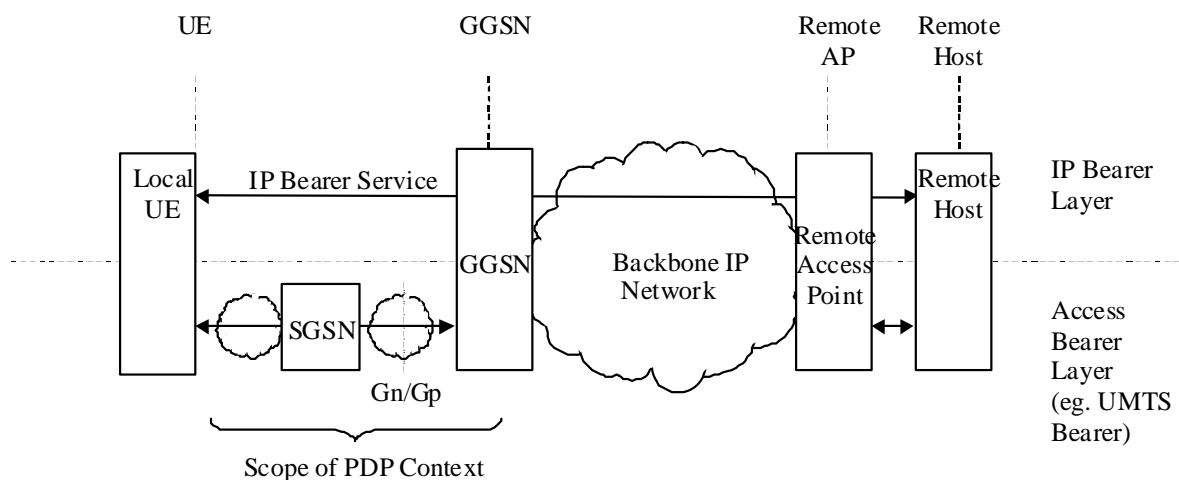 UE
GGSN
Remote
AP
Remote
Host
Local
UE
IP Bearer Service
Remote
Host
IP Bearer
Layer
GGSN
Backbone IP
Network
Remote
Access
Point
SGSN
Gn/Gp
Access
Bearer
Layer
(eg. UMTS
Bearer)
Scope of PDP Context